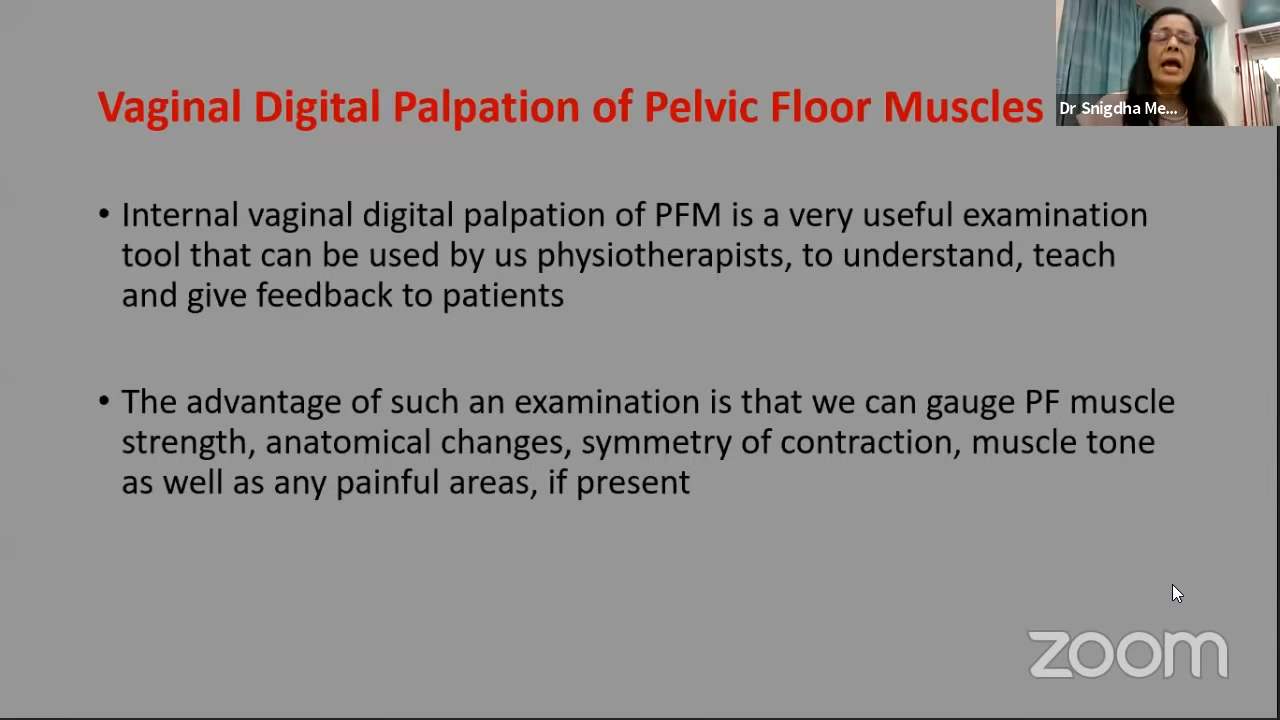 Vaginal Digital Palpation of Pelvic Floor Muscles
Dr Snigdha Me...
• Internal vaginal digital palpation of PFM is a very useful examination
tool that can be used by us physiotherapists, to understand, teach
and give feedback to patients
• The advantage of such an examination is that we can gauge PF muscle
strength, anatomical changes, symmetry of contraction, muscle tone
as well as any painful areas, if present
zoom